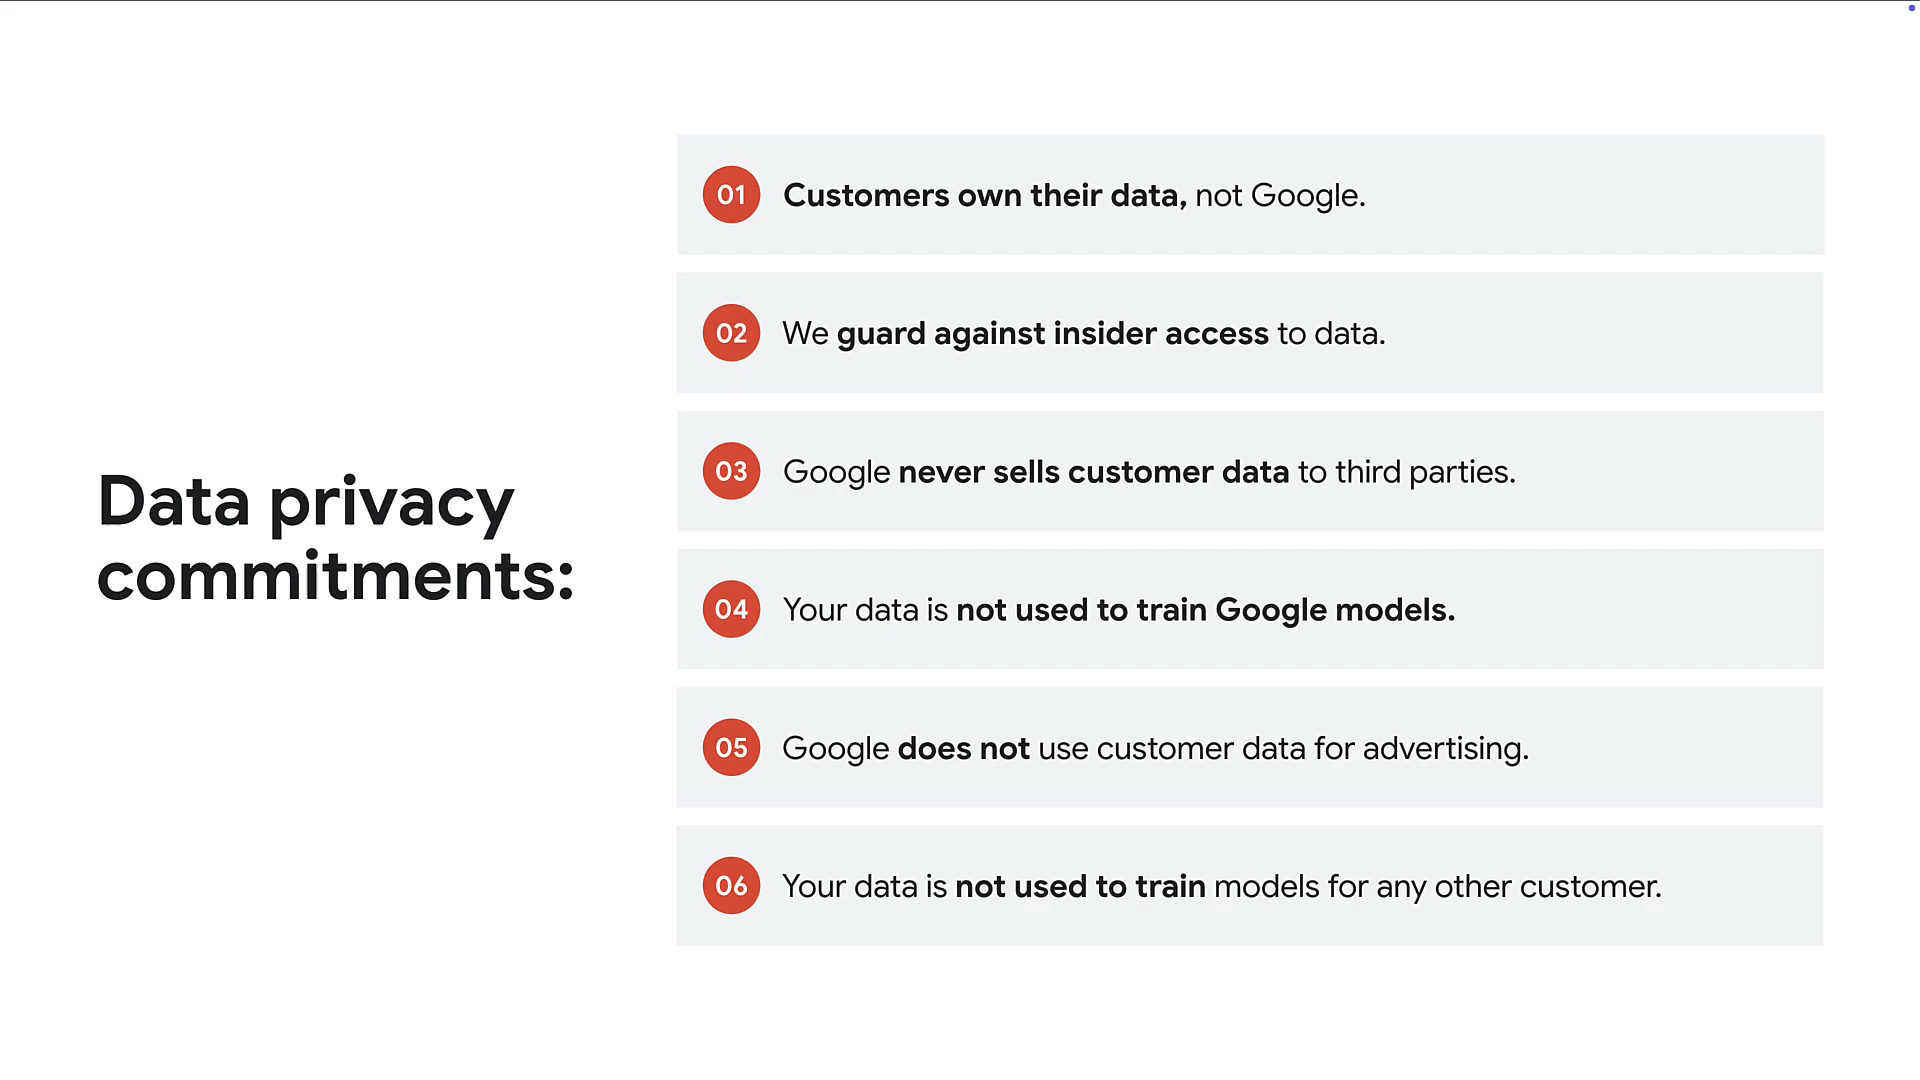 Data privacy
commitments:
01 Customers own their data, not Google.
02 We guard against insider access to data.
03 Google never sells customer data to third parties.
04 Your data is not used to train Google models.
05 Google does not use customer data for advertising.
06 Your data is not used to train models for any other customer.